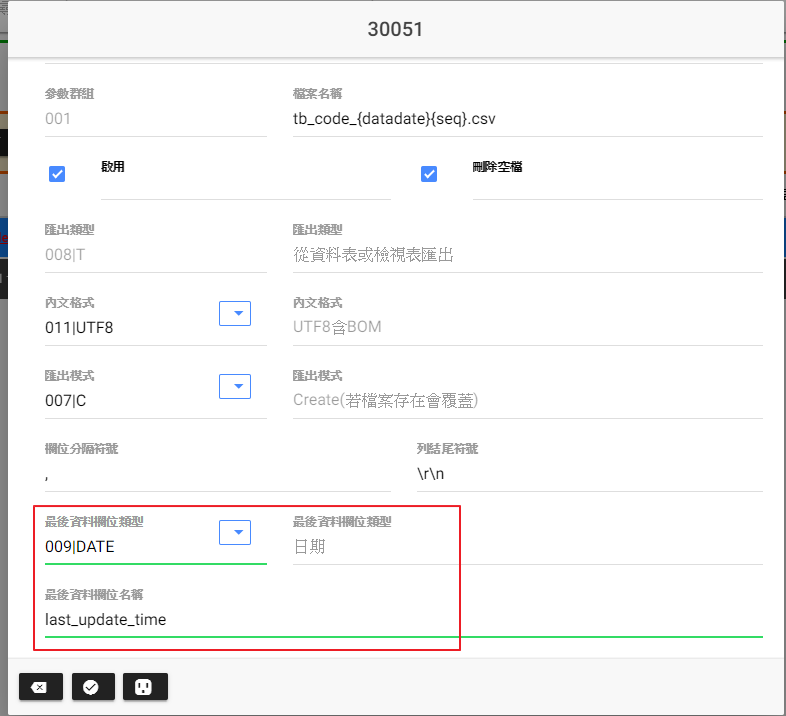 30051
參數群組
檔案名稱
001
tb_code_{datadate}{seq}.csv
啟用
刪除空檔
匯出類型
匯出類型
008|T
從資料表或檢視表匯出
內文格式
內文格式
011|UTF8
UTF8含BOM
匯出模式
匯出模式
007|C
Create(若檔案存在會覆蓋)
欄位分隔符號
列結尾符號
,
\r\n
最後資料欄位類型
最後資料欄位類型
009|DATE
日期
最後資料欄位名稱
last_update_time